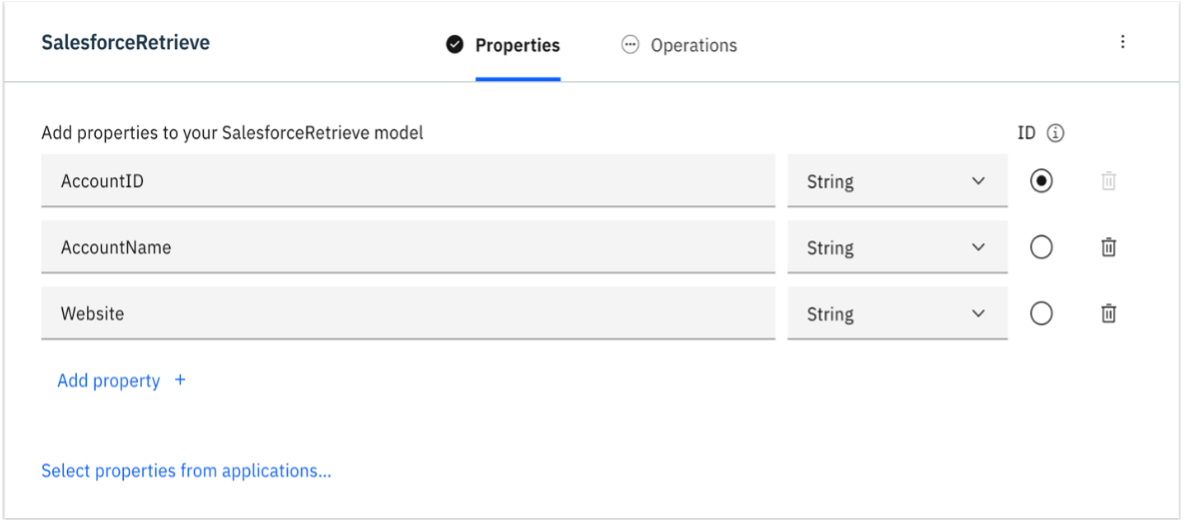 SalesforceRetrieve Properties Operations
Add properties to your SalesforceRetrieve model ID
AccountID String
AccountName String
Website String
Add property +
Select properties from applications...